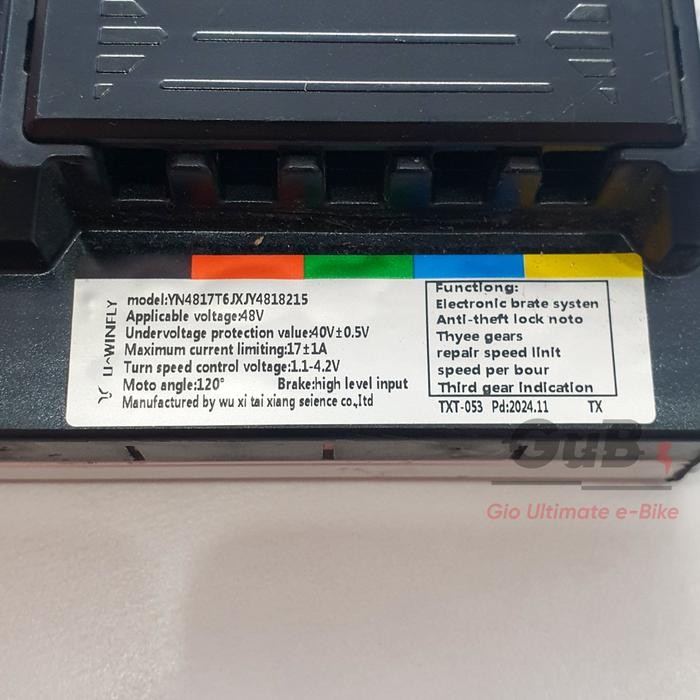 U^WINFLY
model:YN4817T6JXJY4818215
Applicable voltage:48V
Undervoltage protection value:40V±0.5V
Maximum current limiting:17±1A
Turn speed control voltage:1.1-4.2V
Moto angle:120° Brake:high level input
Manufactured by wu xi tai xiang seience co.,ltd
Functiong:
Electronic brate systen
Anti-theft lock noto
Thyee gears
repair speed linit
speed per bour
Third gear indication
TXT-053 Pd:2024.11 TX
GuB
Gio Ultimate e-Bike